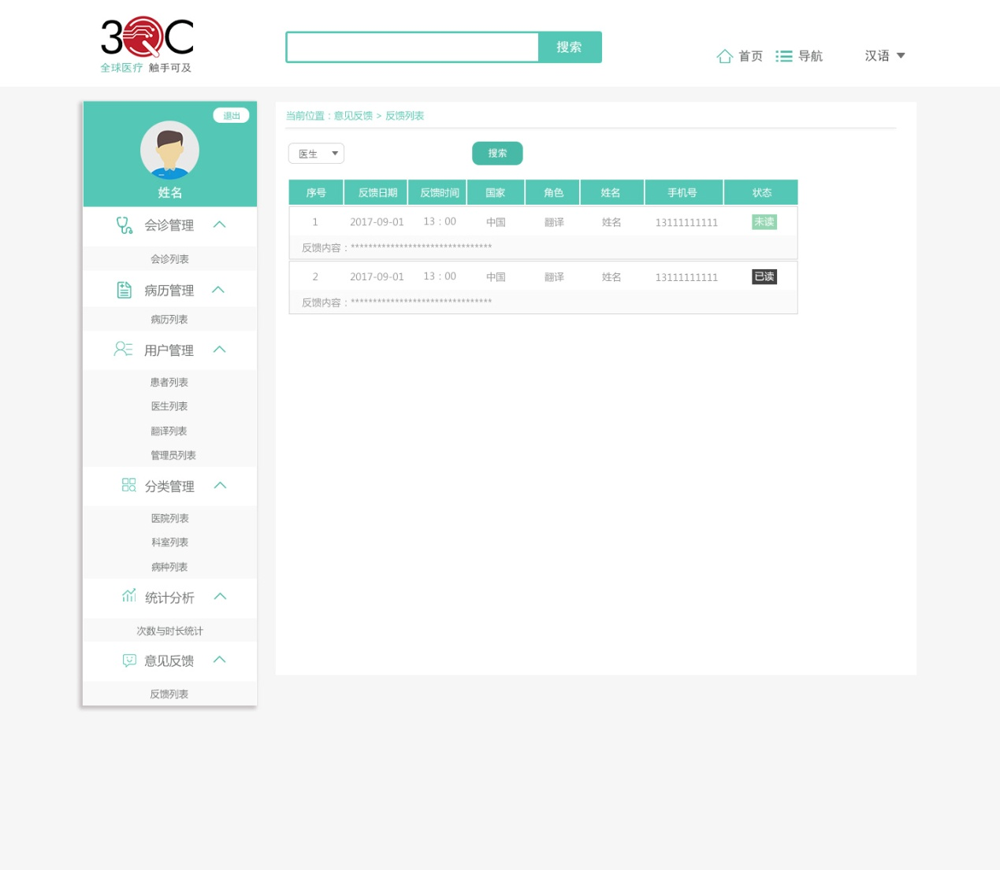 3QC
全球医疗 触手可及
搜索
首页
导航
汉语
退出
姓名
会诊管理
会诊列表
病历管理
病历列表
用户管理
患者列表
医生列表
翻译列表
管理员列表
分类管理
医院列表
科室列表
病种列表
统计分析
次数与时长统计
意见反馈
反馈列表
当前位置：意见反馈 > 反馈列表
医生
搜索
序号 反馈日期 反馈时间 国家 角色 姓名 手机号 状态
1 2017-09-01 13：00 中国 翻译 姓名 13111111111 未读
反馈内容：********************************
2 2017-09-01 13：00 中国 翻译 姓名 13111111111 已读
反馈内容：********************************